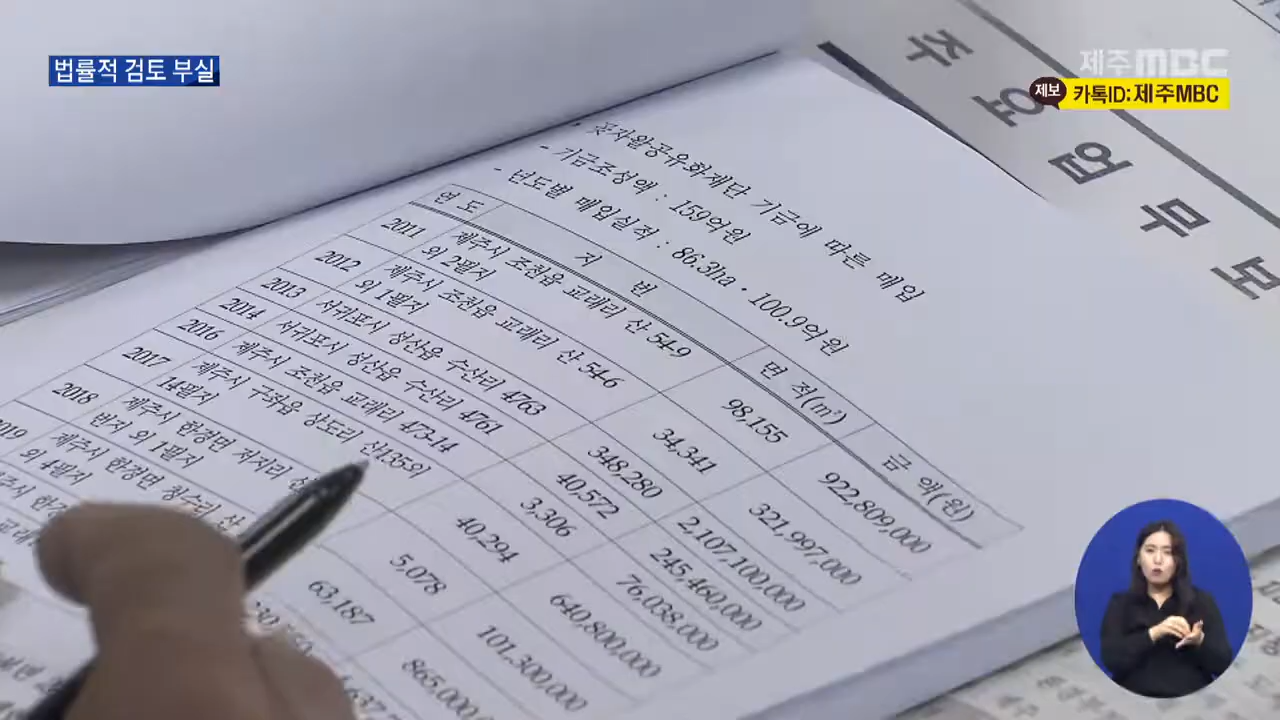 법률적 검토 부실
제주MBC
제보 카톡ID:제주MBC
주요업무보
곶자왈공유화재단 기금에 따른 매입
- 기금조성액 : 159억원
- 년도별 매입실적 : 86.3ha • 100.9억원
연 도 지 번 면 적(㎡) 금 액(원)
2011 제주시 조천읍 교래리 산 54-9 외 2필지 98,155 922,809,000
2012 제주시 조천읍 교래리 산 54-6 외 1필지 34,341 321,997,000
2013 서귀포시 성산읍 수산리 4763 348,280 2,107,100,000
2014 서귀포시 성산읍 수산리 4761 40,572 245,460,000
2016 제주시 조천읍 교래리 473-14 3,306 76,038,000
2017 제주시 구좌읍 상도리 산135외 14필지 40,294 640,800,000
2018 제주시 한경면 저지리 산 번지 외 1필지 5,078 101,300,000
제주시 한경면 청수리 산 외 4필지 63,187